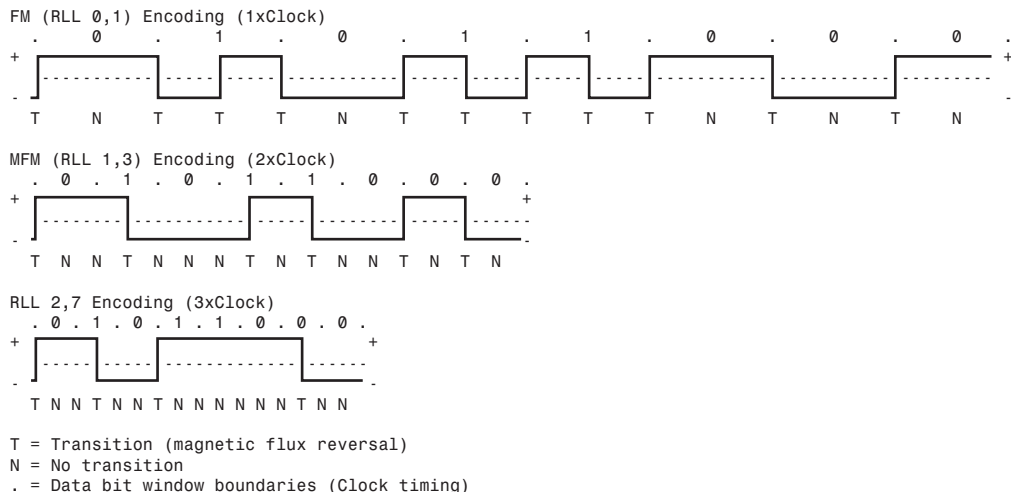 FM (RLL 0,1) Encoding (1xClock)
. 0 . 1 . 0 . 1 . 1 . 0 . 0 . 0 .
+ +
- -
T N T T T N T T T T T N T N T N
MFM (RLL 1,3) Encoding (2xClock)
. 0 . 1 . 0 . 1 . 1 . 0 . 0 . 0 .
+ +
- -
T N N T N N N T N T N N T N T N
RLL 2,7 Encoding (3xClock)
. 0 . 1 . 0 . 1 . 1 . 0 . 0 . 0 .
+ +
- -
T N N T N N T N N N N N N T N N
T = Transition (magnetic flux reversal)
N = No transition
. = Data bit window boundaries (Clock timing)